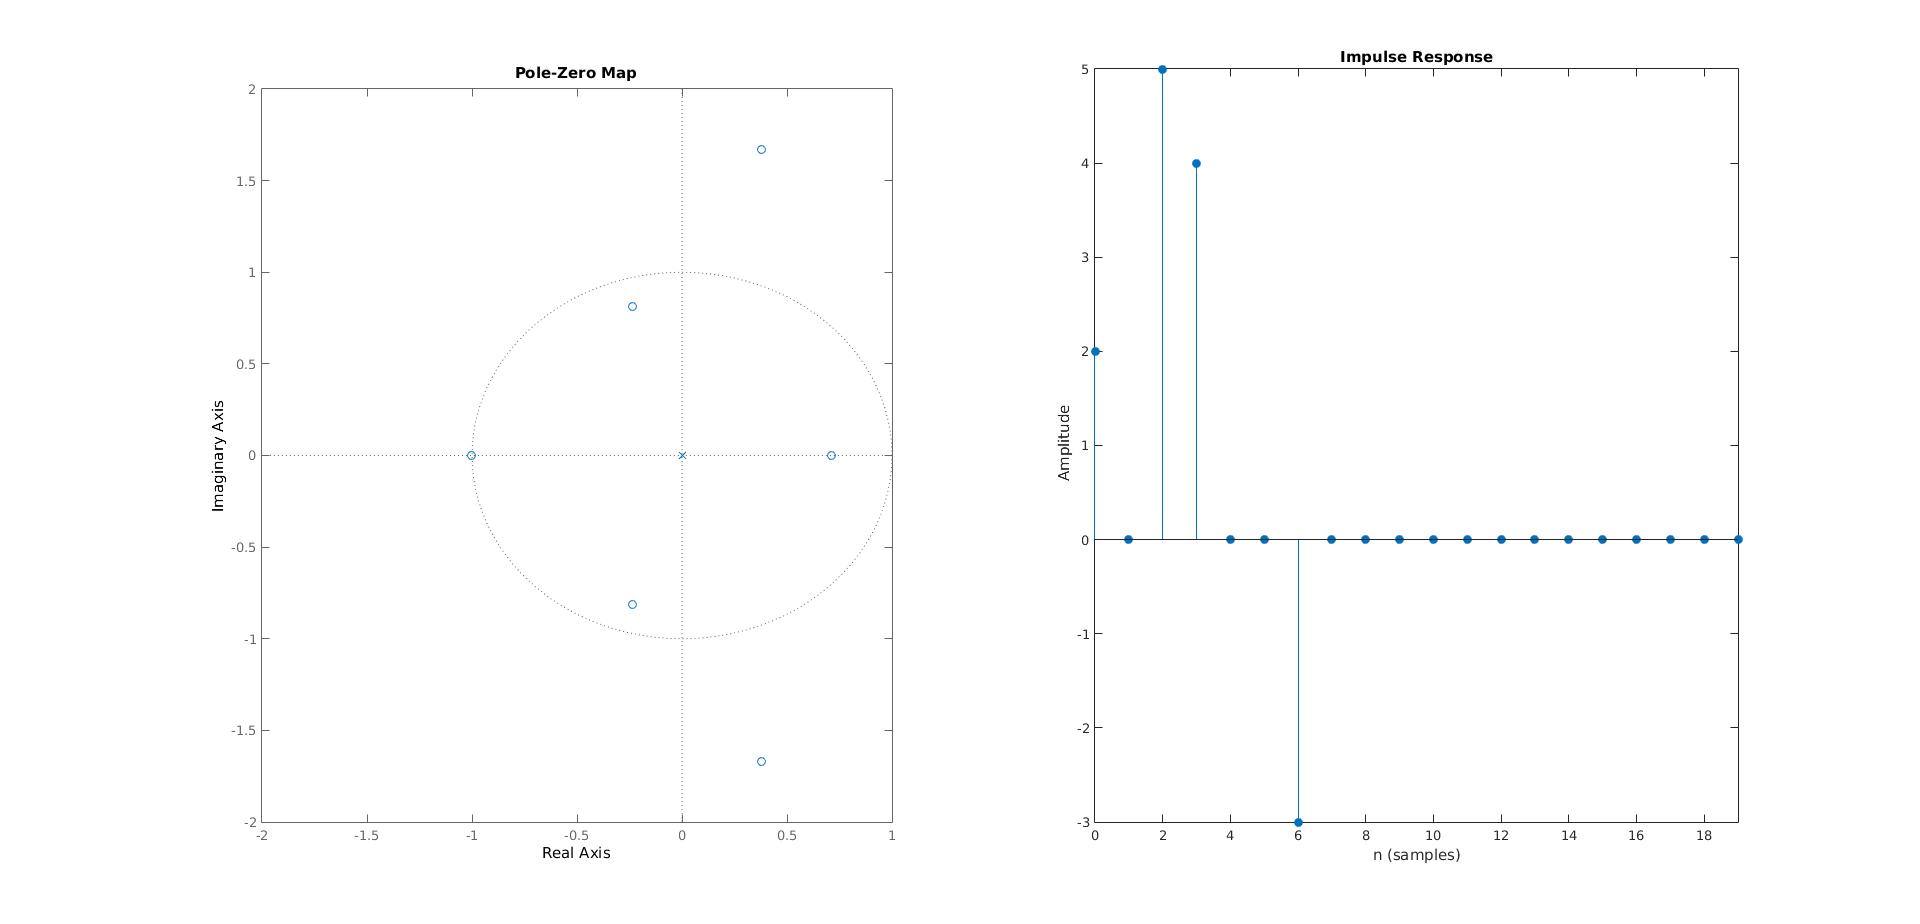 Pole-Zero Map
2
1.5
1
0.5
0
-0.5
-1
-1.5
-2
Imaginary Axis
-2 -1.5 -1 -0.5 0 0.5 1
Real Axis
Impulse Response
5
4
3
2
1
0
-1
-2
-3
Amplitude
0 2 4 6 8 10 12 14 16 18
n (samples)